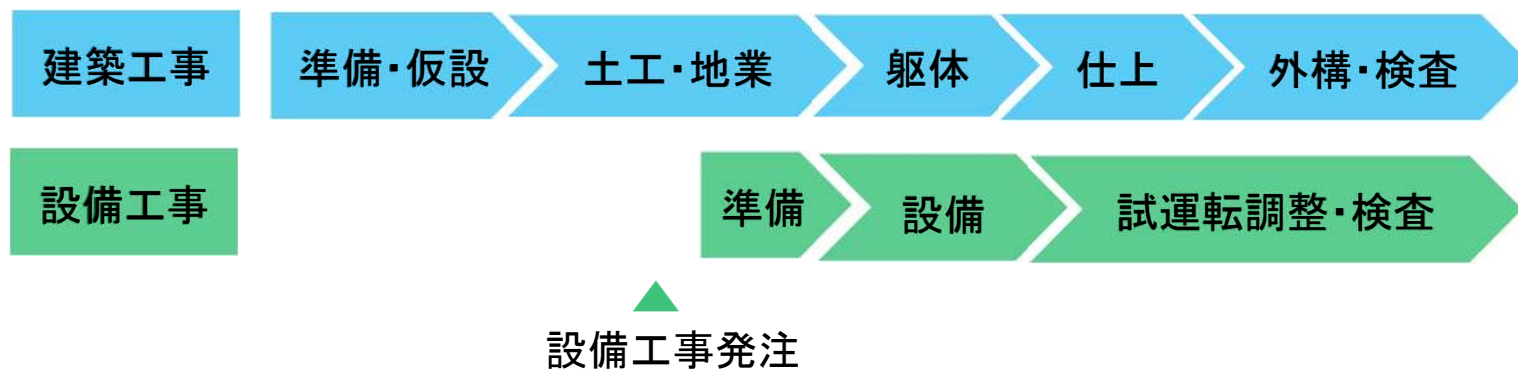 建築工事 準備・仮設 土工・地業 躯体 仕上 外構・検査
設備工事 準備 設備 試運転調整・検査
設備工事発注